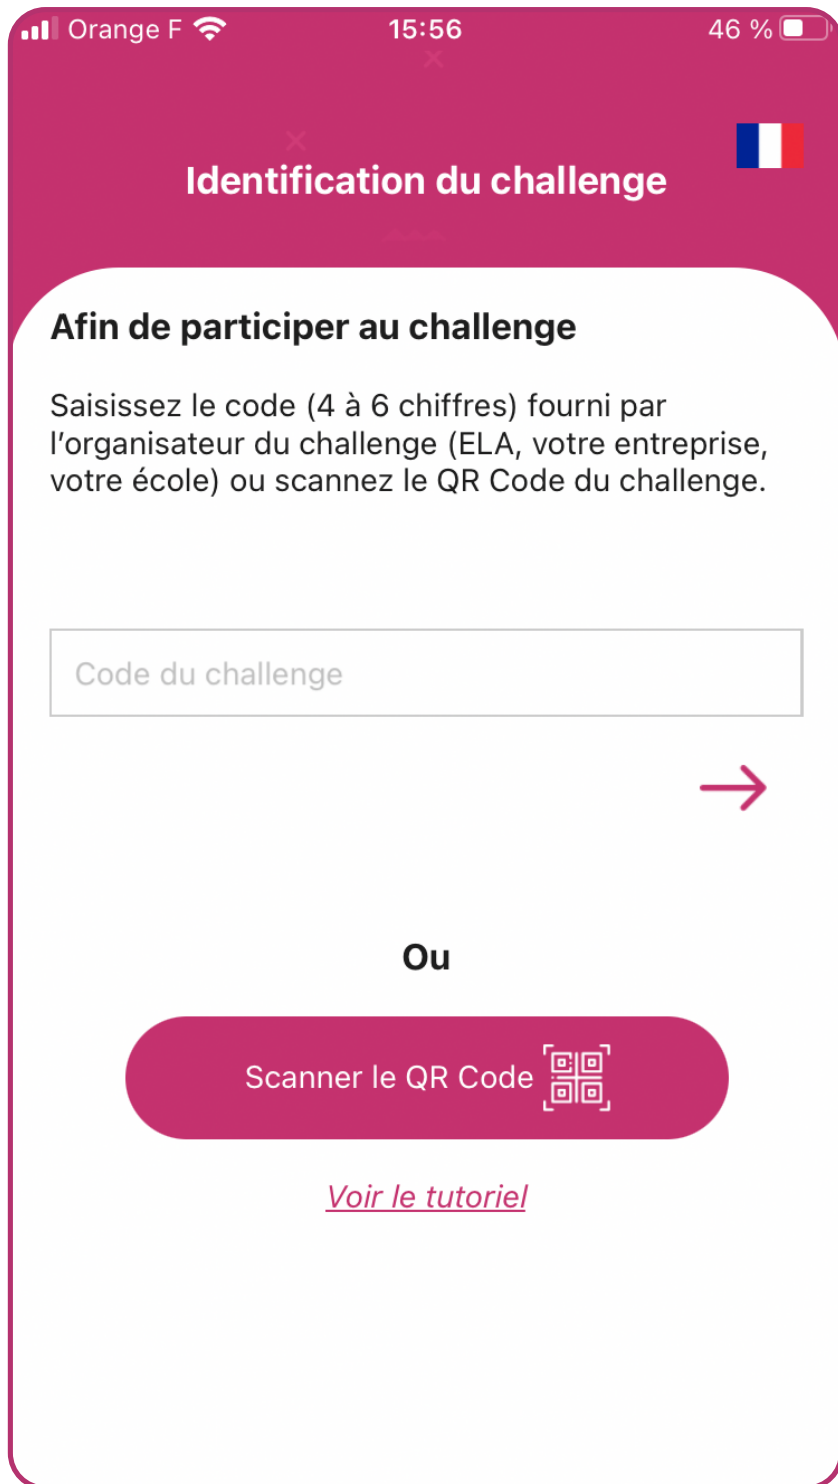 Orange F 15:56 46 %
Identification du challenge
Afin de participer au challenge
Saisissez le code (4 à 6 chiffres) fourni par
l’organisateur du challenge (ELA, votre entreprise,
votre école) ou scannez le QR Code du challenge.
Code du challenge
Ou
Scanner le QR Code
Voir le tutoriel